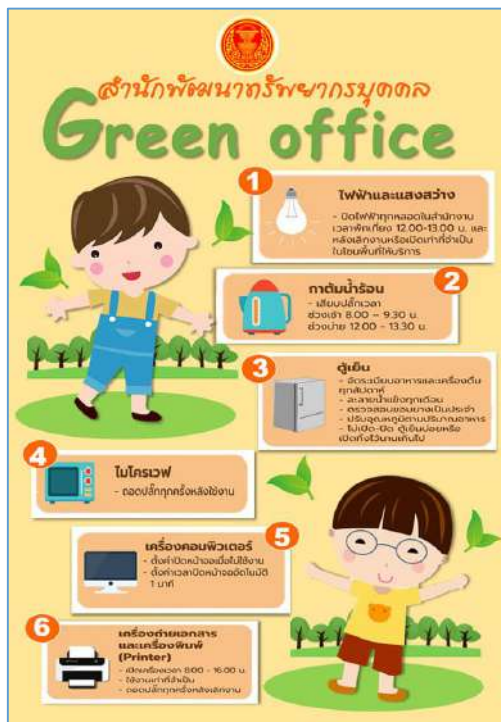 สำนักพัฒนาทรัพยากรบุคคล
Green office
1
ไฟฟ้าและแสงสว่าง
- ปิดไฟฟ้าทุกหลอดในสำนักงาน
เวลาพักเที่ยง 12.00-13.00 น. และ
หลังเลิกงานหรือเปิดเท่าที่จำเป็น
ในโซนพื้นที่ให้บริการ
2
กาต้มน้ำร้อน
- เสียบปลั๊กเวลา
ช่วงเช้า 8.00 – 9.30 น.
ช่วงบ่าย 12.00 - 13.30 น.
3
ตู้เย็น
- จัดระเบียบอาหารและเครื่องดื่ม
ทุกสัปดาห์
- ละลายน้ำแข็งทุกเดือน
- ตรวจสอบขอบยางเป็นประจำ
- ปรับอุณหภูมิตามปริมาณอาหาร
- ไม่เปิด-ปิด ตู้เย็นบ่อยหรือ
เปิดทิ้งไว้นานเกินไป
4
ไมโครเวฟ
- ถอดปลั๊กทุกครั้งหลังใช้งาน
5
เครื่องคอมพิวเตอร์
- ตั้งค่าปิดหน้าจอเมื่อไม่ใช้งาน
- ตั้งค่าเวลาปิดหน้าจออัตโนมัติ
1 นาที
6
เครื่องถ่ายเอกสาร
และเครื่องพิมพ์
(Printer)
- เปิดเครื่องเวลา 8.00 - 16.00 น.
- ใช้งานเท่าที่จำเป็น
- ถอดปลั๊กทุกครั้งหลังเลิกงาน